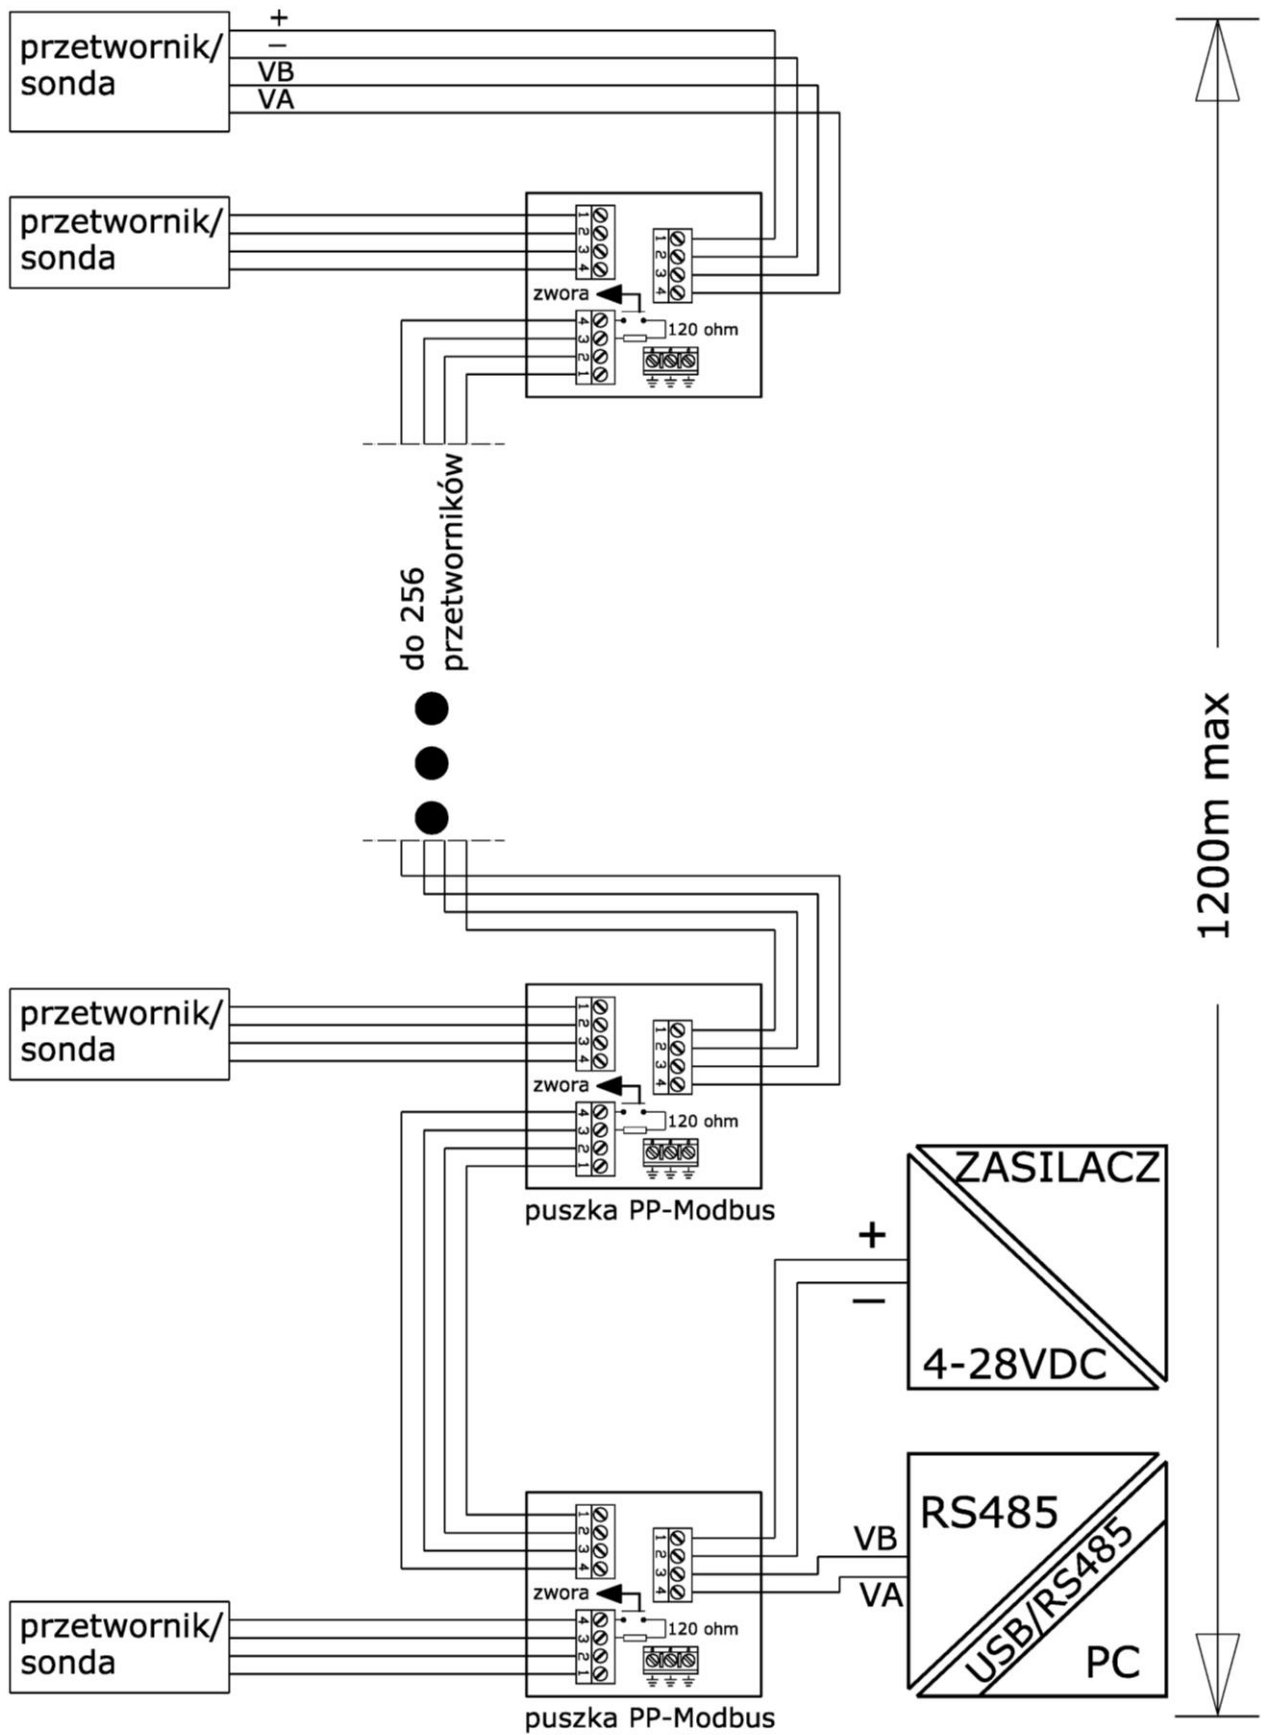 +
–
VB
VA
przetwornik/
sonda
przetwornik/
sonda
1
2
3
4
1
2
3
4
zwora
4
3
2
1
120 ohm
do 256
przetworników
1200m max
przetwornik/
sonda
1
2
3
4
1
2
3
4
zwora
4
3
2
1
120 ohm
puszka PP-Modbus
ZASILACZ
+
–
4-28VDC
1
2
3
4
1
2
3
4
zwora
4
3
2
1
120 ohm
RS485
VB
VA
USB/RS485
PC
przetwornik/
sonda
puszka PP-Modbus